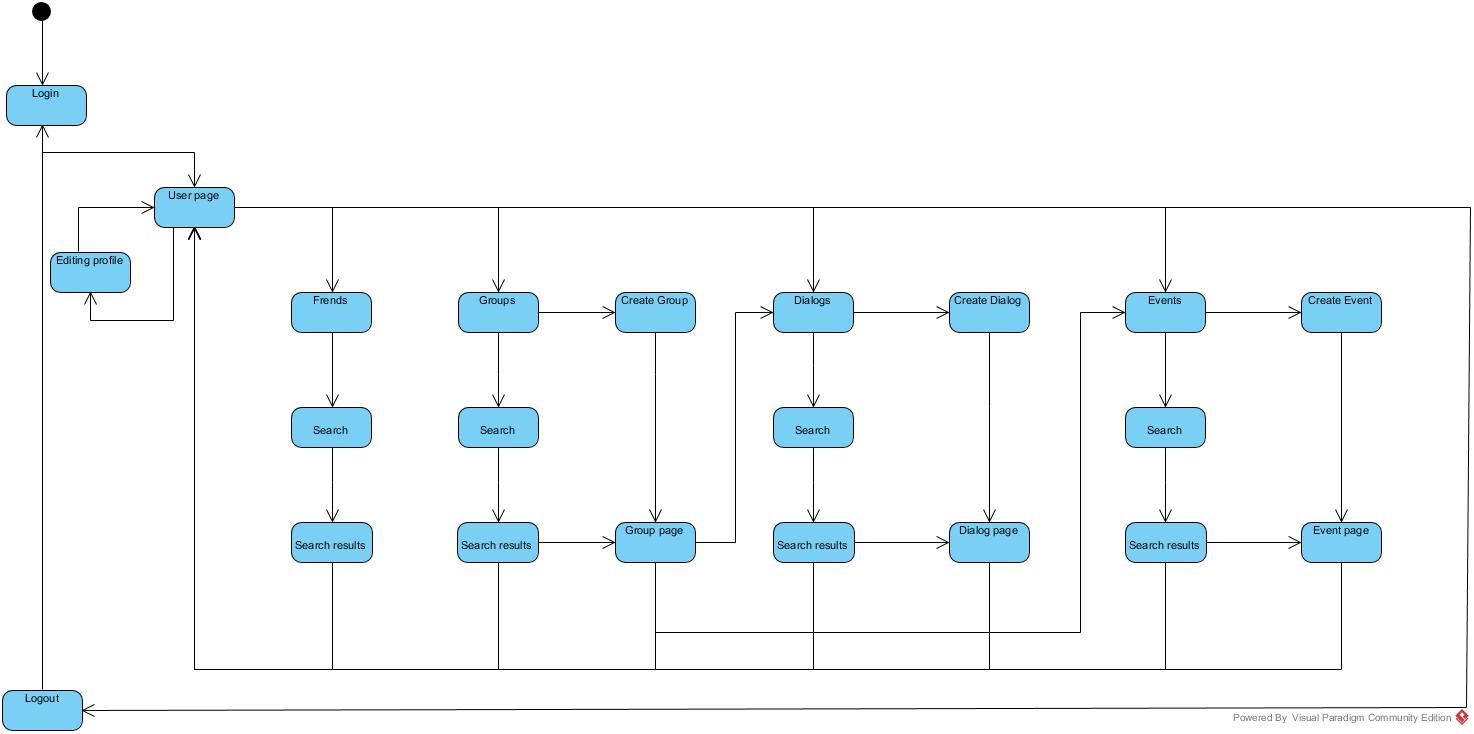 Login
User page
Editing profile
Frends
Groups
Create Group
Dialogs
Create Dialog
Events
Create Event
Search
Search
Search
Search
Search results
Search results
Group page
Search results
Dialog page
Search results
Event page
Logout
Powered By Visual Paradigm Community Edition